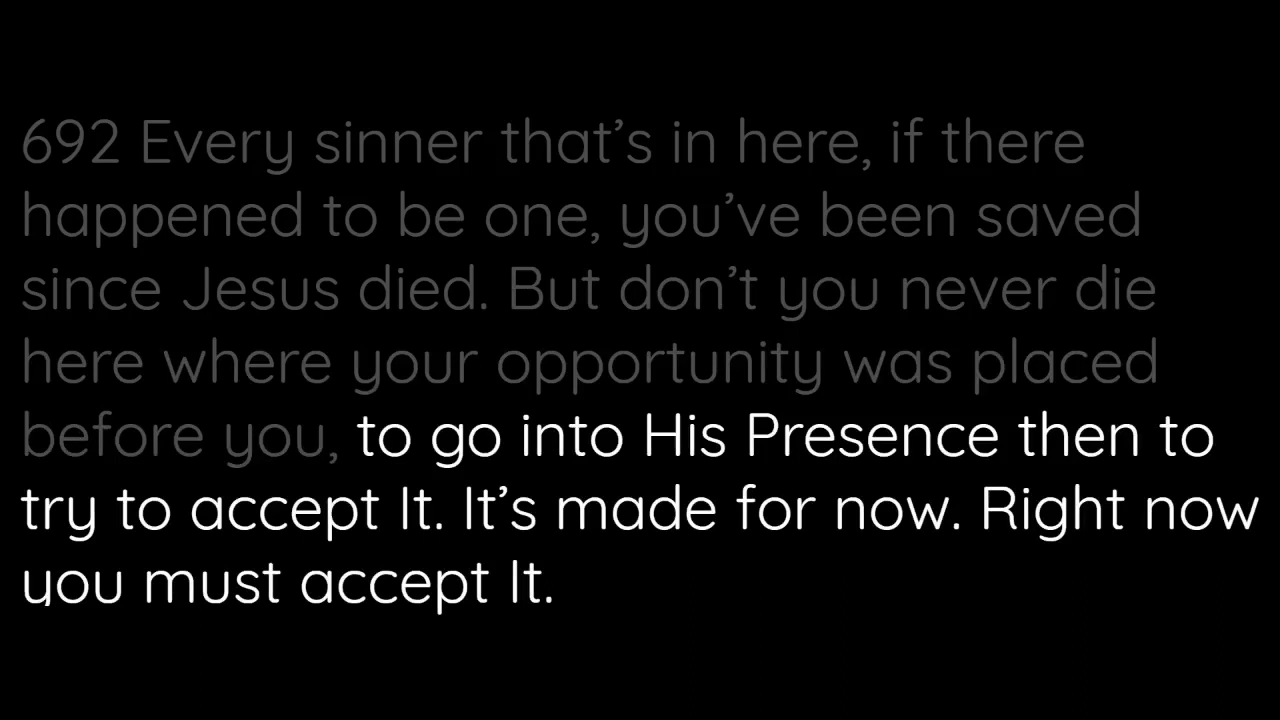 692 Every sinner that’s in here, if there
happened to be one, you’ve been saved
since Jesus died. But don’t you never die
here where your opportunity was placed
before you, to go into His Presence then to
try to accept It. It’s made for now. Right now
you must accept It.